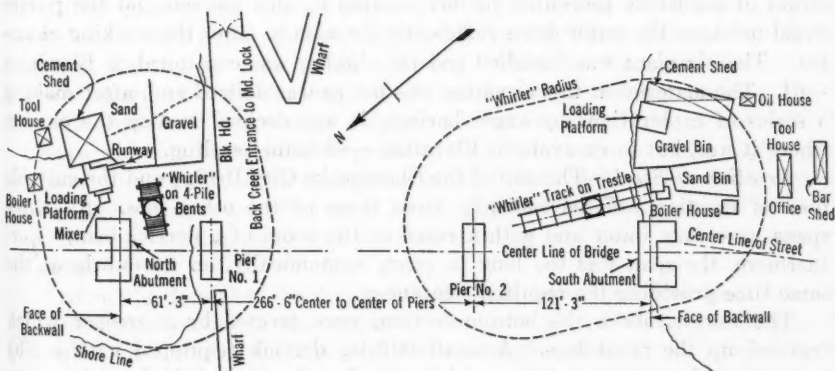 Cement
Shed
Tool
House
Sand
Gravel
Runway
"Whirler"
on 4-Pile
Bents
Boiler
House
Loading
Platform
Mixer
North
Abutment
Face of
Backwall
Shore Line
61'- 3"
Blk Hd.
Back Creek Entrance to Md. Lock
Pier
No. 1
Wharf
Wharf
N
266'- 6" Center to Center of Piers
"Whirler" Radius
Cement Shed
Loading
Platform
Oil House
Gravel Bin
Tool
House
Sand Bin
"Whirler" Track on Trestle
Boiler House
Office
Bar
Shed
Center Line of Street
Center Line of Bridge
Abutment
Pier No. 2
121'- 3"
Face of Backwall